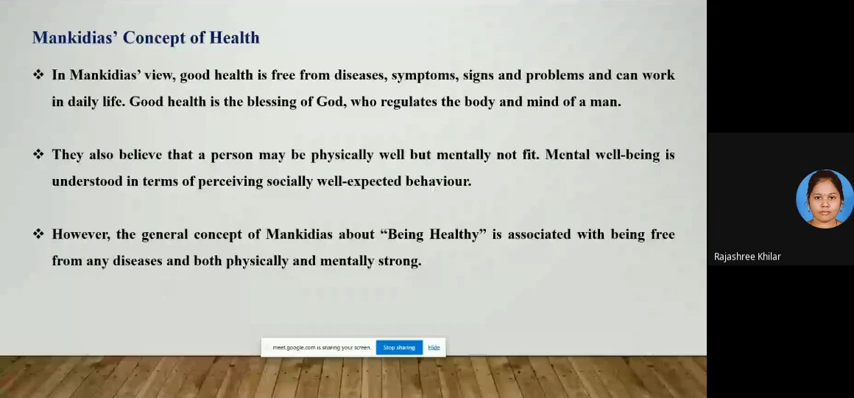 Mankidias' Concept of Health
❖ In Mankidias' view, good health is free from diseases, symptoms, signs and problems and can work
in daily life. Good health is the blessing of God, who regulates the body and mind of a man.
❖ They also believe that a person may be physically well but mentally not fit. Mental well-being is
understood in terms of perceiving socially well-expected behaviour.
❖ However, the general concept of Mankidias about “Being Healthy” is associated with being free
from any diseases and both physically and mentally strong.
meet.google.com is sharing your screen. Stop sharing Hide
Rajashree Khilar